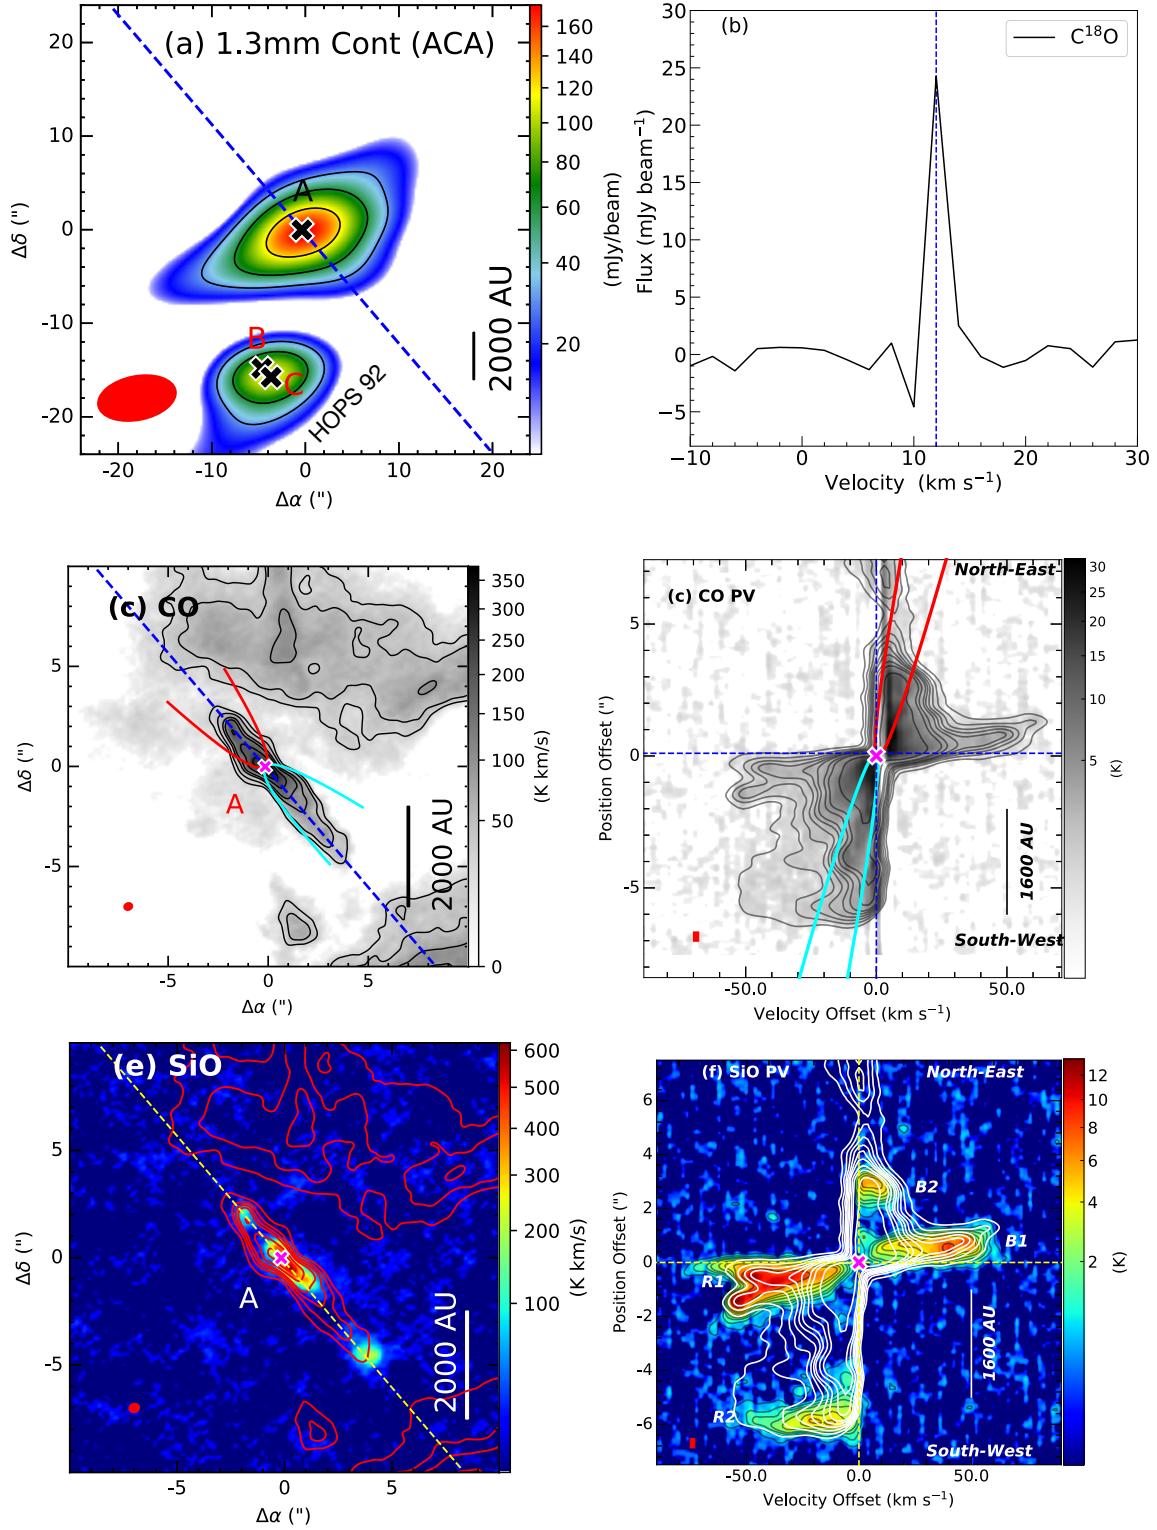 (a) 1.3mm Cont (ACA)
A
B
C
HOPS 92
2000 AU
20
10
0
−10
−20
−20
−10
0
10
20
Δδ (")
Δα (")
160
140
120
100
80
60
40
20
(mJy/beam)
(b)
C¹⁸O
30
25
20
15
10
5
0
−5
−10
0
10
20
30
Flux (mJy beam⁻¹)
Velocity (km s⁻¹)
(c) CO
A
2000 AU
5
0
−5
−5
0
5
Δδ (")
Δα (")
350
300
250
200
150
100
50
0
(K km/s)
(c) CO PV
North-East
South-West
1600 AU
5
0
-5
-50.0
0.0
50.0
Position Offset (")
Velocity Offset (km s⁻¹)
30
25
20
15
10
5
(K)
(e) SiO
A
2000 AU
5
0
−5
−5
0
5
Δδ (")
Δα (")
600
500
400
300
200
100
(K km/s)
(f) SiO PV
North-East
B2
B1
R1
R2
South-West
1600 AU
6
4
2
0
-2
-4
-6
-50.0
0.0
50.0
Position Offset (")
Velocity Offset (km s⁻¹)
12
10
8
6
4
2
(K)